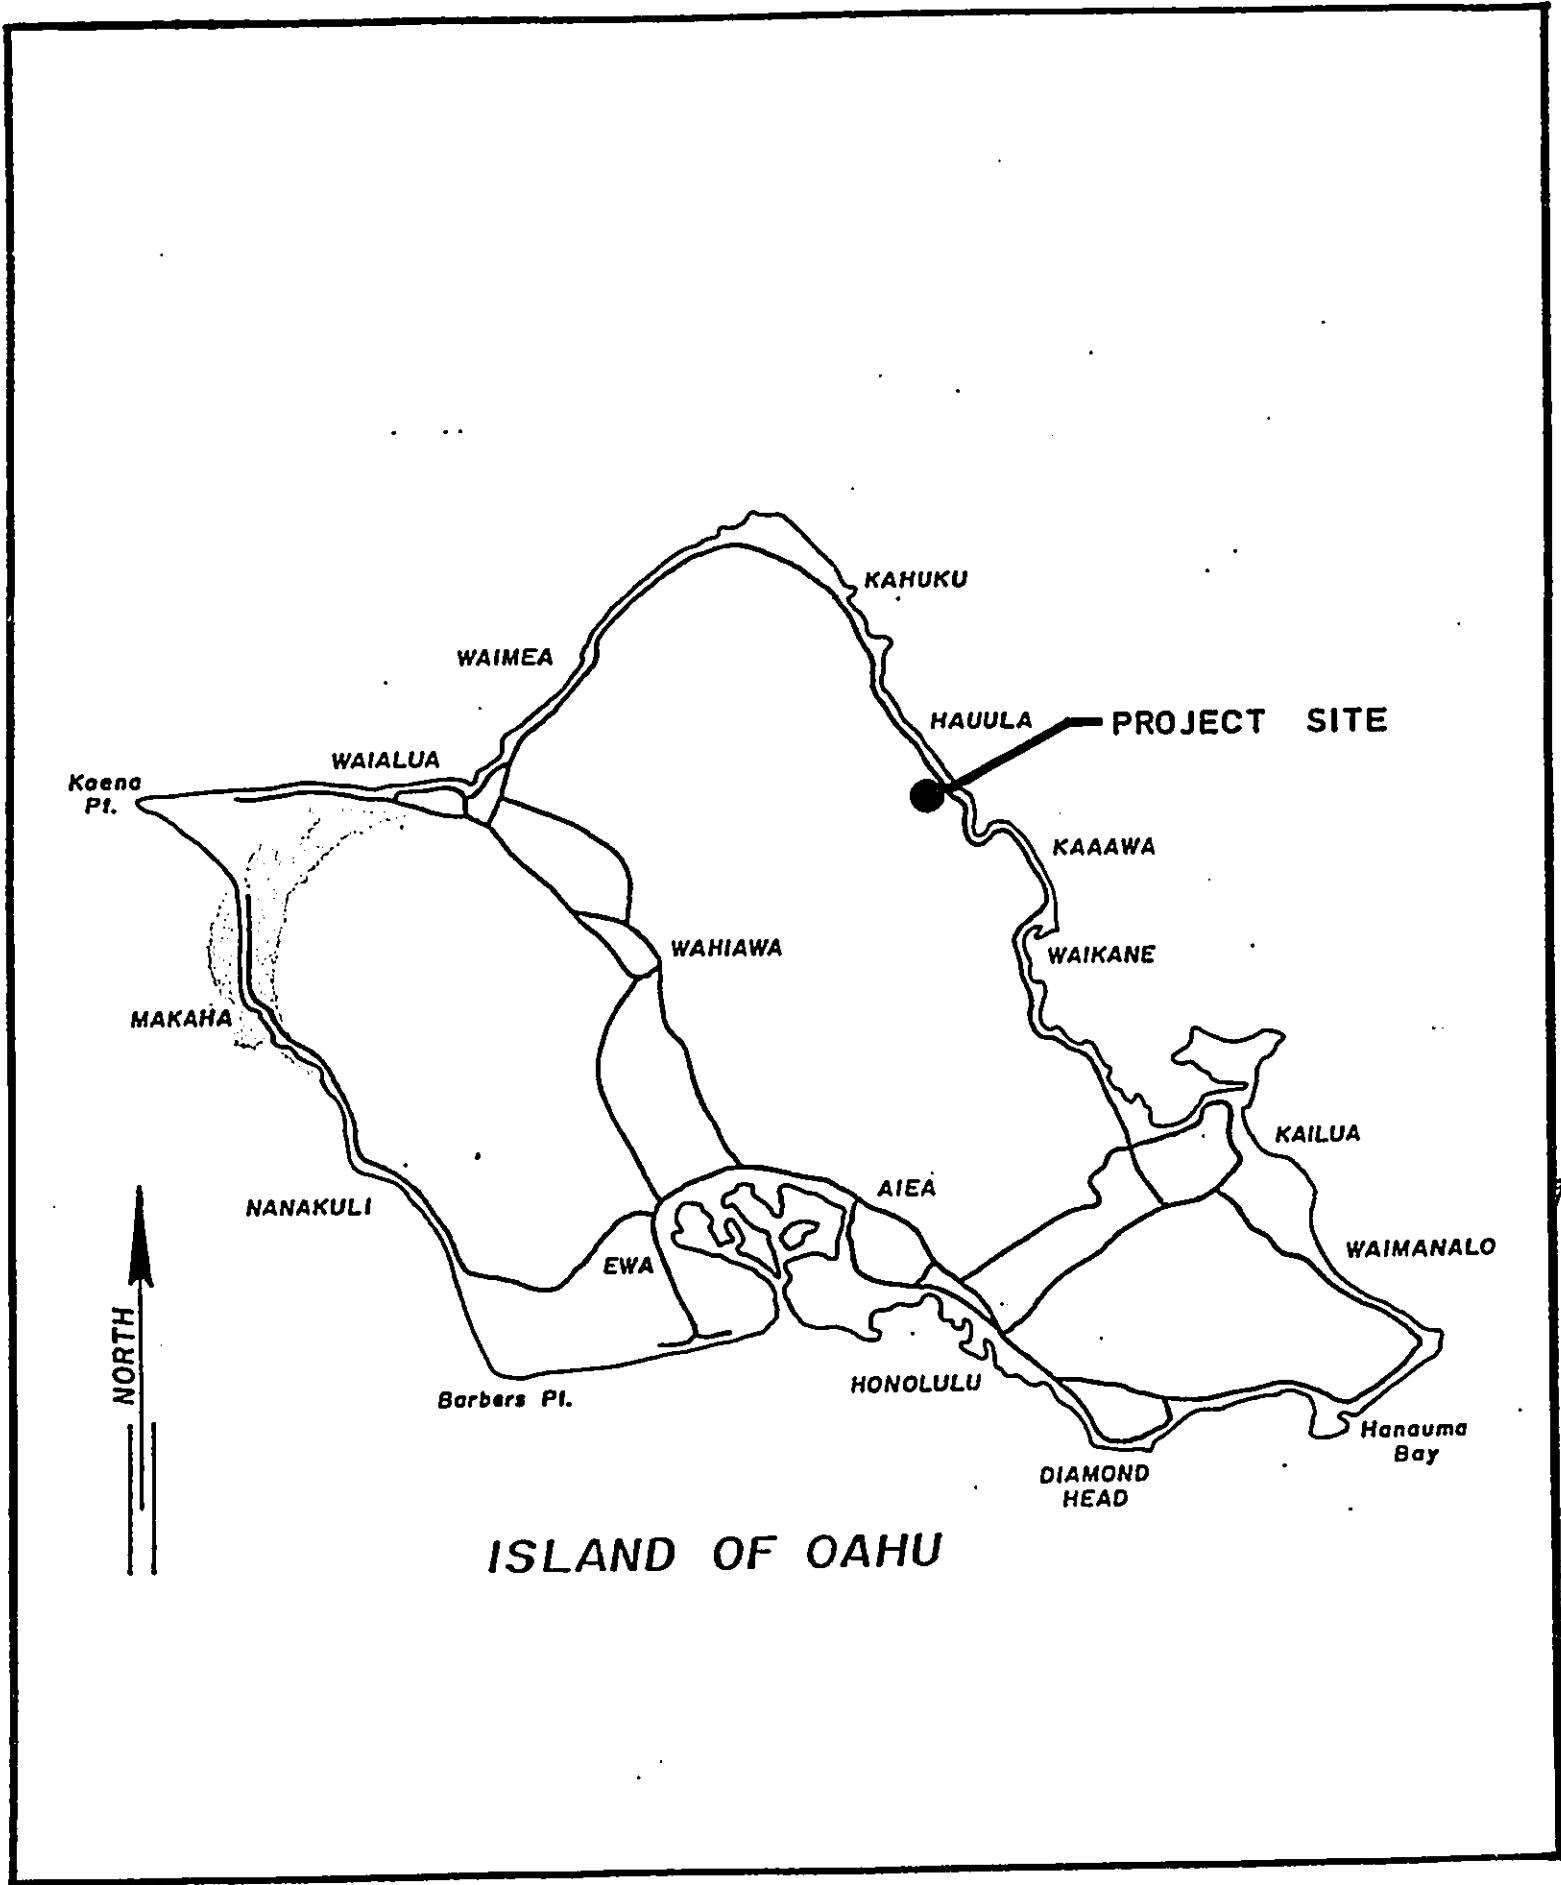 KAHUKU
WAIMEA
HAUULA
PROJECT SITE
WAIALUA
Kaena
Pt.
KAAAWA
WAHIAWA
WAIKANE
MAKAHA
KAILUA
AIEA
NANAKULI
WAIMANALO
EWA
NORTH
HONOLULU
Barbers Pt.
Hanauma
Bay
DIAMOND
HEAD
ISLAND OF OAHU